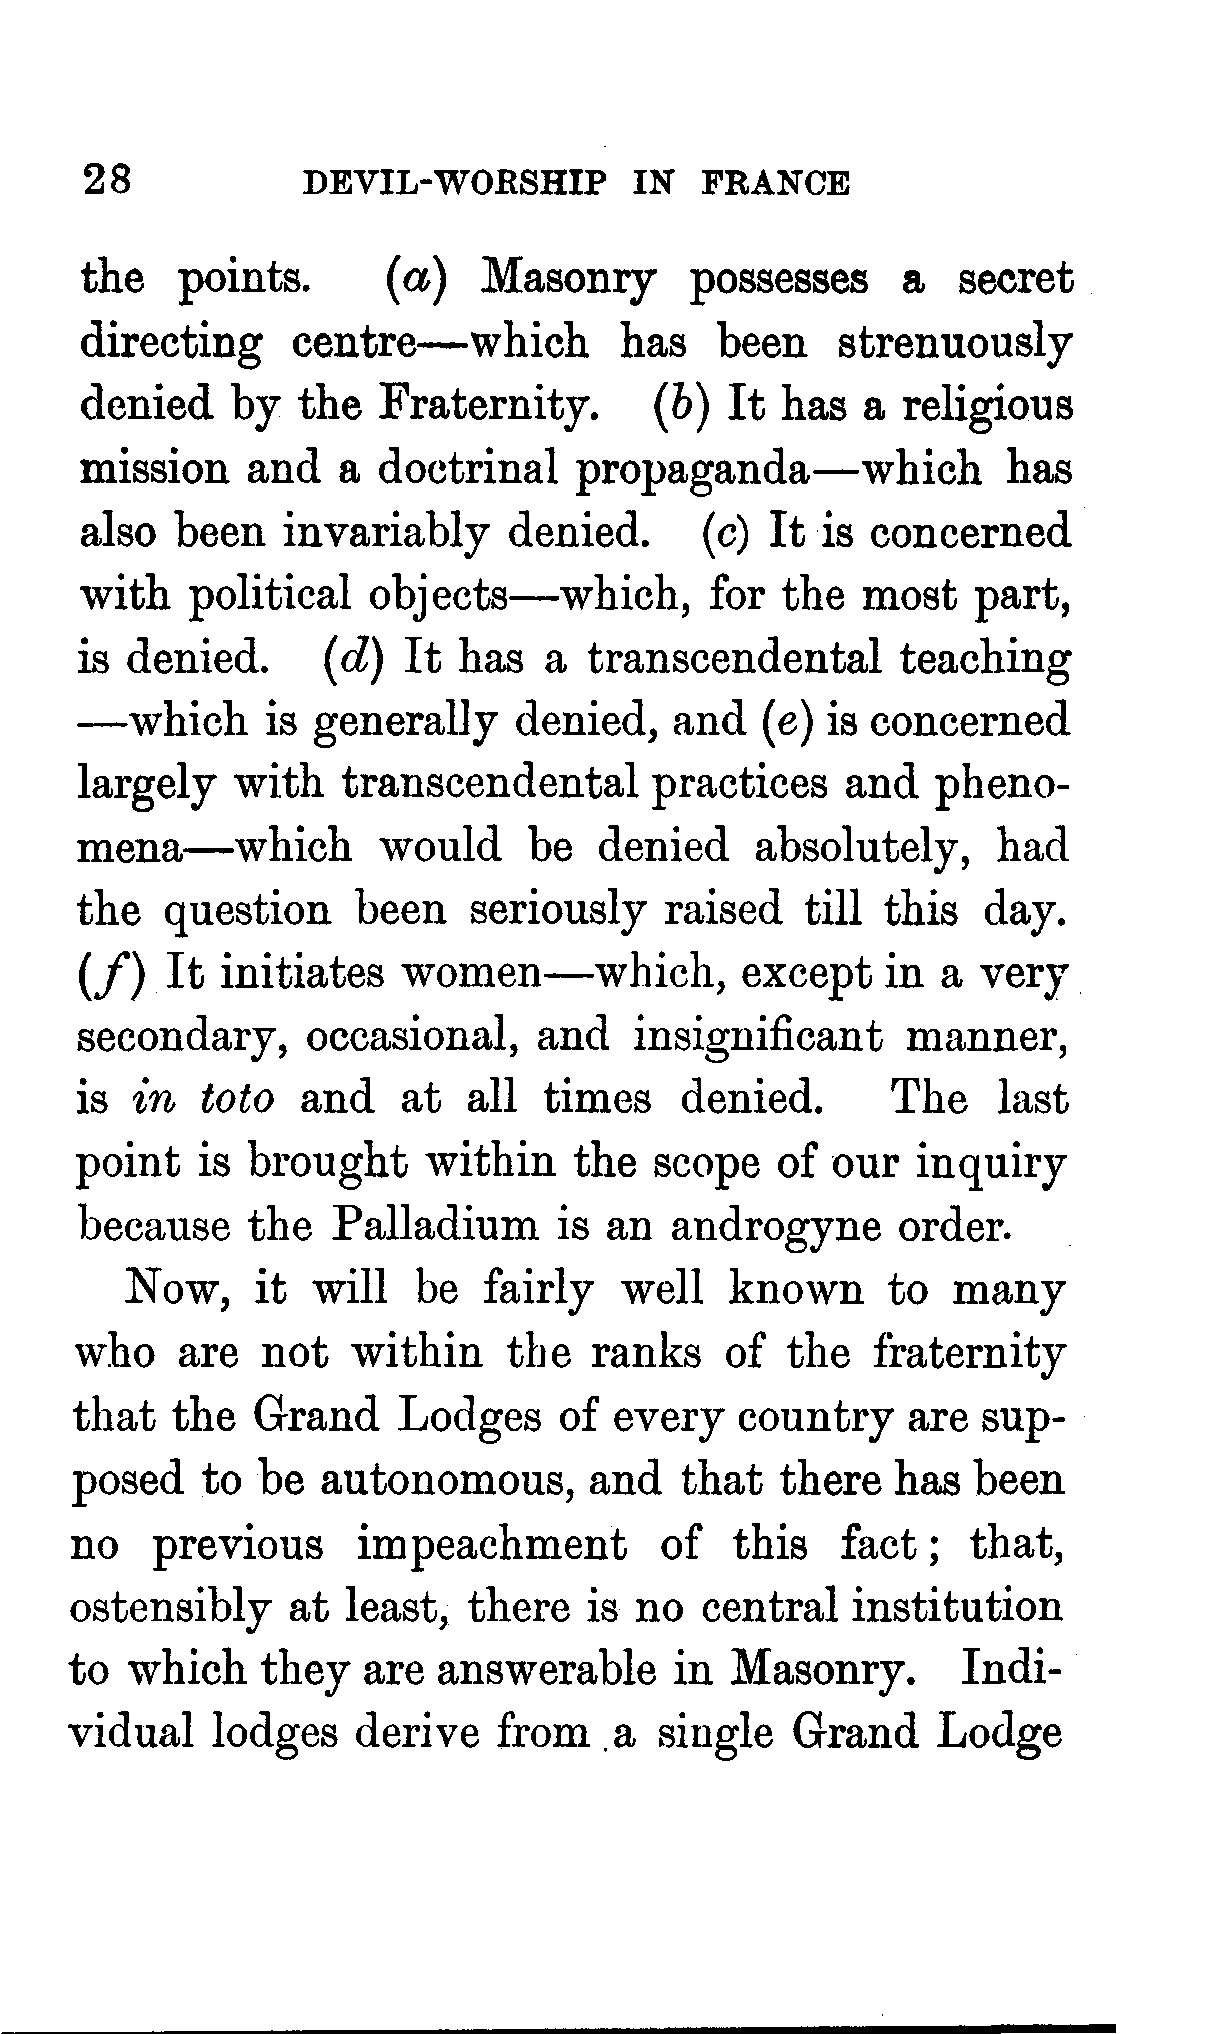 28 DEVIL-WORSHIP IN FRANCE
the points. (a) Masonry possesses a secret
directing centre—which has been strenuously
denied by the Fraternity. (b) It has a religious
mission and a doctrinal propaganda—which has
also been invariably denied. (c) It is concerned
with political objects—which, for the most part,
is denied. (d) It has a transcendental teaching
—which is generally denied, and (e) is concerned
largely with transcendental practices and pheno-
mena—which would be denied absolutely, had
the question been seriously raised till this day.
(f) It initiates women—which, except in a very
secondary, occasional, and insignificant manner,
is in toto and at all times denied. The last
point is brought within the scope of our inquiry
because the Palladium is an androgyne order.
Now, it will be fairly well known to many
who are not within the ranks of the fraternity
that the Grand Lodges of every country are sup-
posed to be autonomous, and that there has been
no previous impeachment of this fact ; that,
ostensibly at least, there is no central institution
to which they are answerable in Masonry. Indi-
vidual lodges derive from a single Grand Lodge